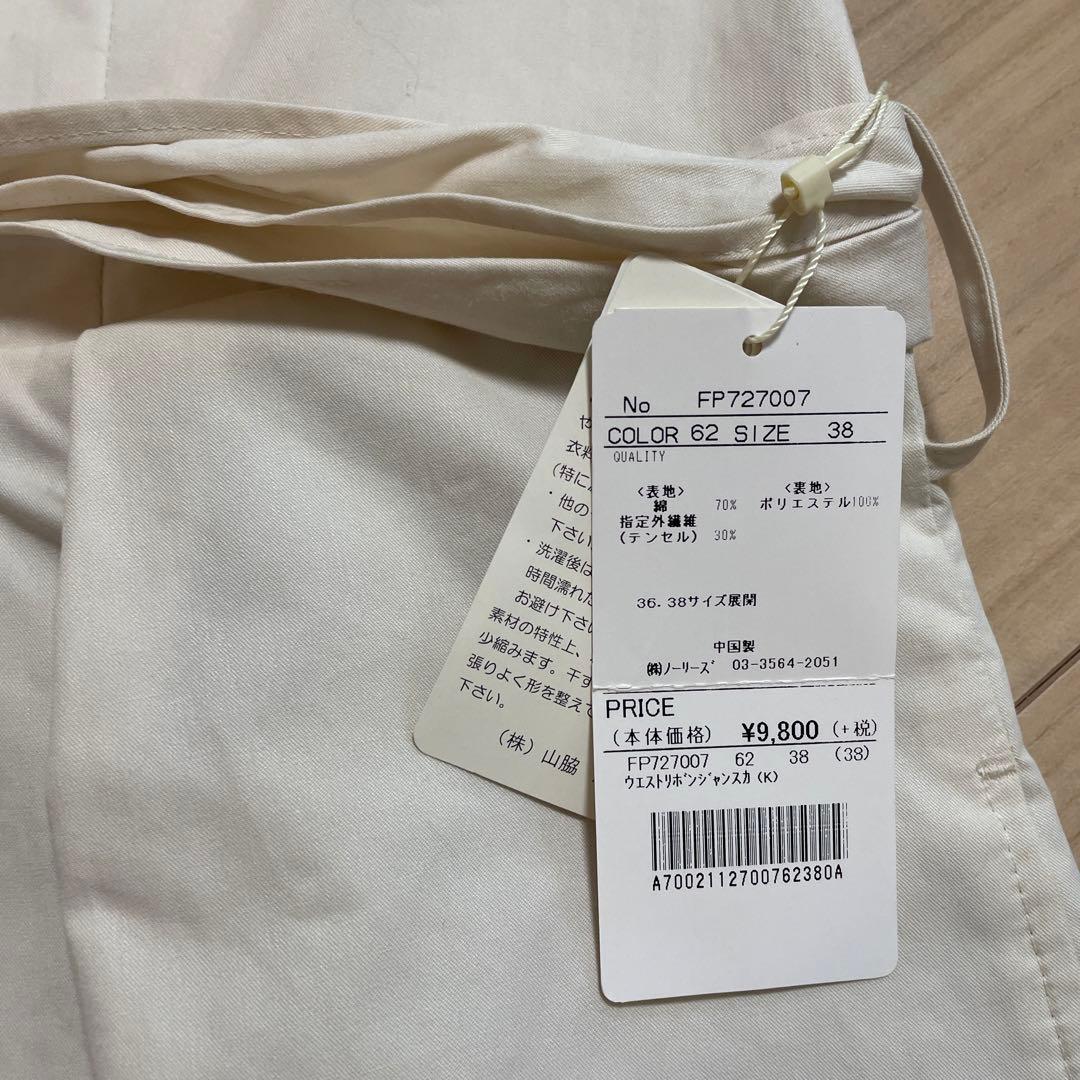 No FP727007
COLOR 62 SIZE 38
QUALITY
<表地> <裏地>
綿 70% ポリエステル100%
指定外繊維
(テンセル) 30%
36.38サイズ展開
中国製
㈱ノーリーズ 03-3564-2051
PRICE
(本体価格) ¥9,800 (+税)
FP727007 62 38 (38)
ウエストリボンジャンスカ(K)
A7002112700762380A
衣料
(特に
・他の
下さい
・洗濯後は
時間濡れた
お避け下さい
素材の特性上、
少縮みます。干す
張りよく形を整えて
下さい。
(株)山脇